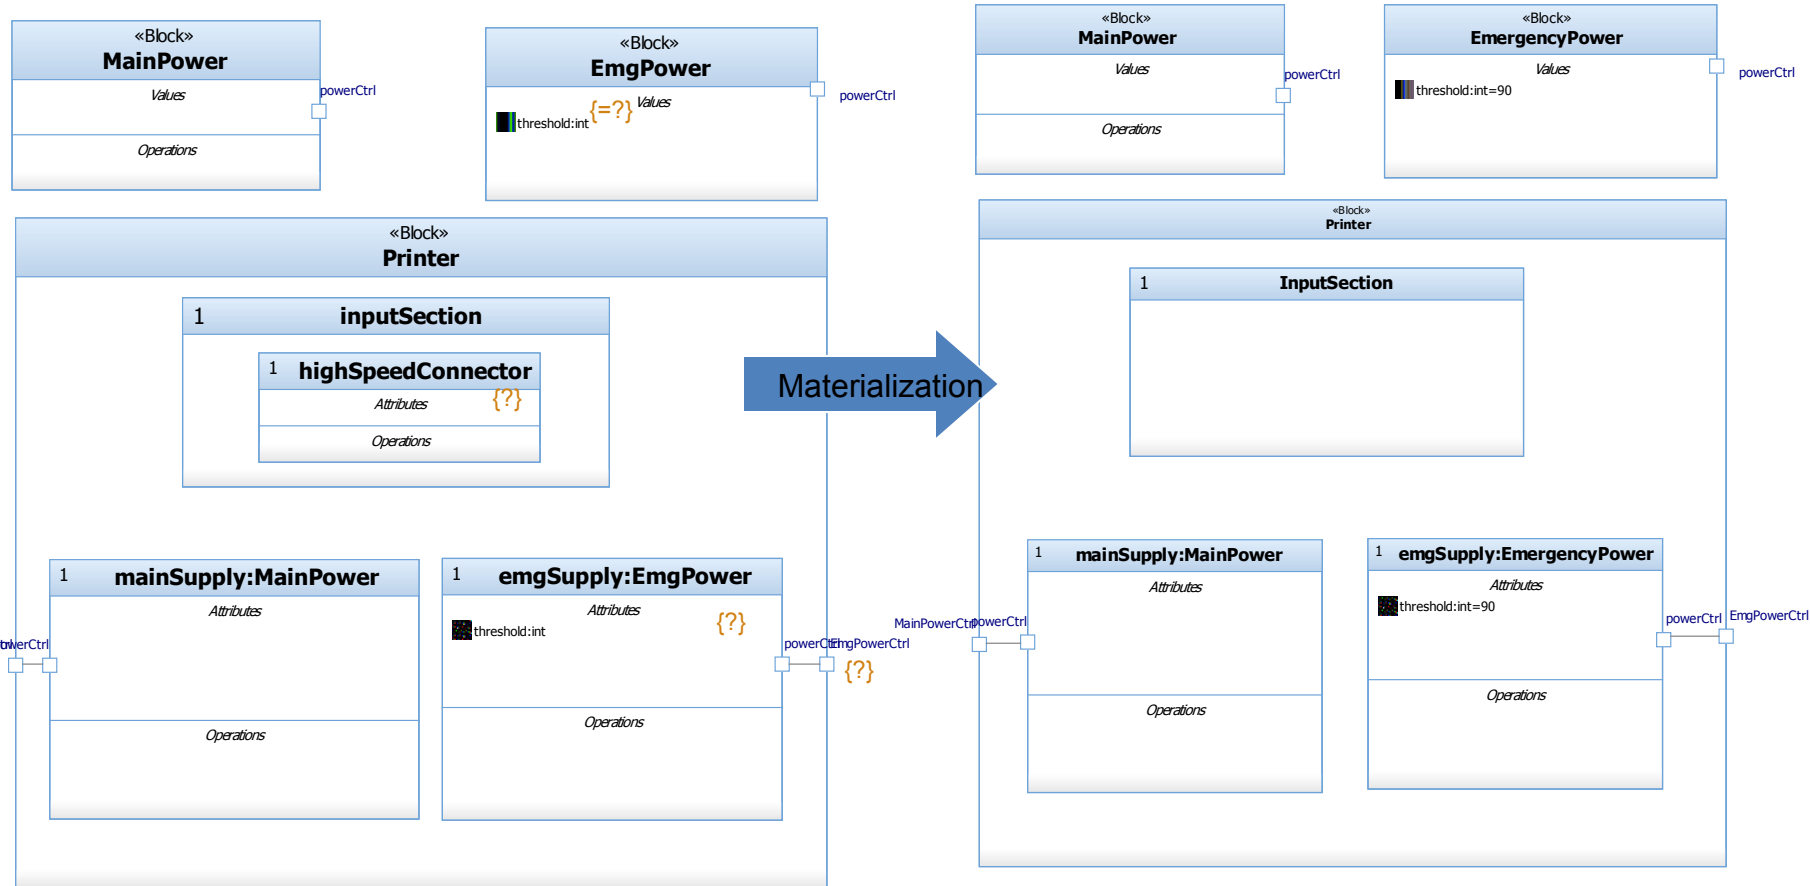 «Block»
MainPower
Values
powerCtrl
Operations
«Block»
EmgPower
Values
{=?}
threshold:int
powerCtrl
«Block»
Printer
1 inputSection
1 highSpeedConnector
Attributes
{?}
Operations
1 mainSupply:MainPower
Attributes
Operations
werCtrl
1 emgSupply:EmgPower
Attributes
{?}
threshold:int
Operations
powerCtrl
EmgPowerCtrl
{?}
Materialization
«Block»
MainPower
Values
powerCtrl
Operations
«Block»
EmergencyPower
Values
threshold:int=90
powerCtrl
«Block»
Printer
1 InputSection
1 mainSupply:MainPower
Attributes
Operations
MainPowerCtrl
powerCtrl
1 emgSupply:EmergencyPower
Attributes
threshold:int=90
Operations
powerCtrl
EmgPowerCtrl